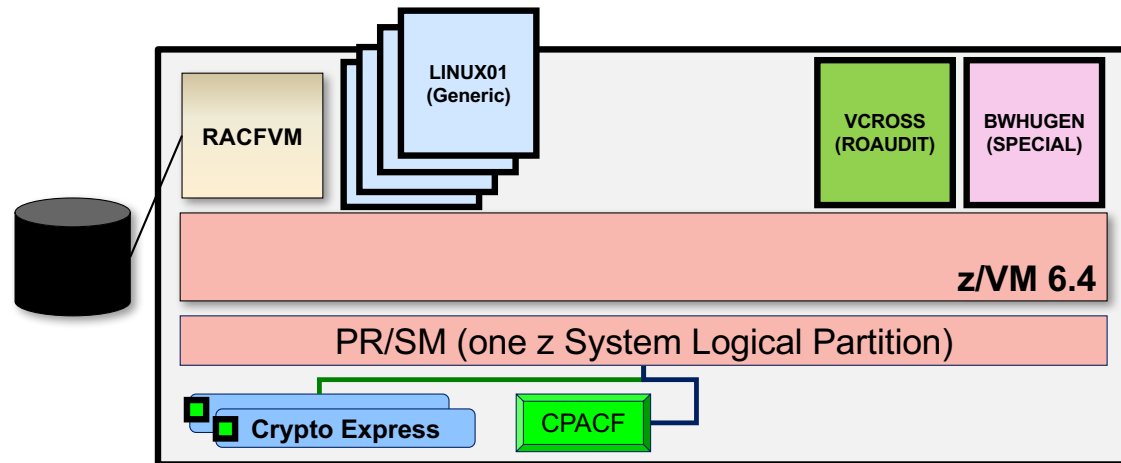 LINUX01
(Generic)
RACFVM
VCROSS
(ROAUDIT)
BWHUGEN
(SPECIAL)
z/VM 6.4
PR/SM (one z System Logical Partition)
Crypto Express
CPACF